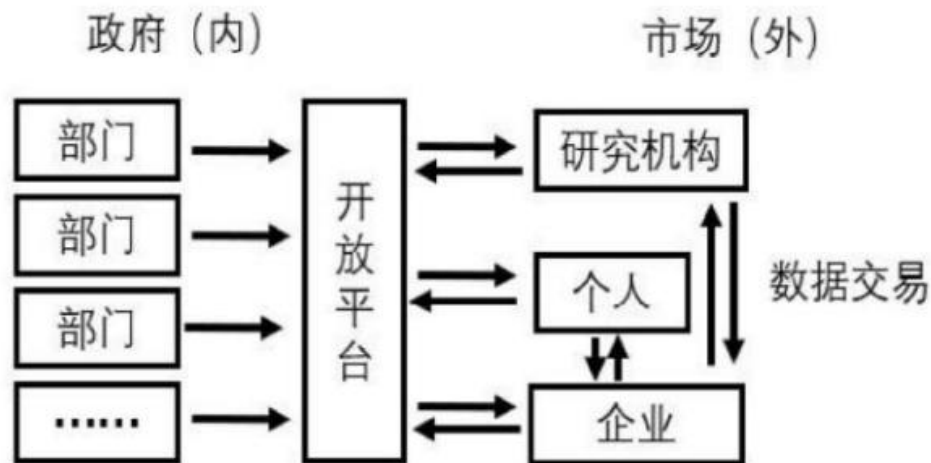 政府（内）
市场（外）
部门
部门
部门
……
开放平台
研究机构
个人
企业
数据交易